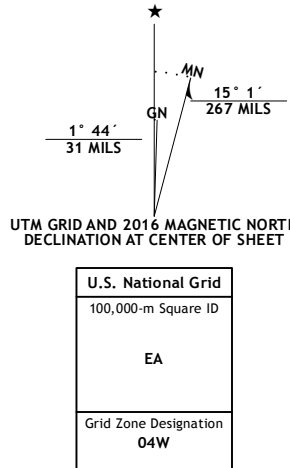 ★
MN
GN
15° 1´
267 MILS
1° 44´
31 MILS
UTM GRID AND 2016 MAGNETIC NORTH
DECLINATION AT CENTER OF SHEET
U.S. National Grid
100,000-m Square ID
EA
Grid Zone Designation
04W